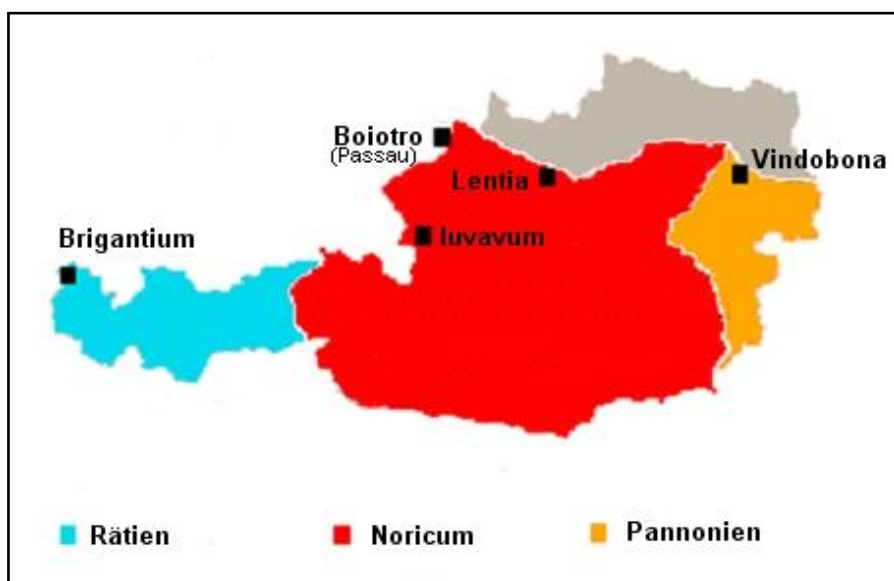 Boiotro
(Passau)
Vindobona
Lentia
Iuvavum
Brigantium
Rätien
Noricum
Pannonien